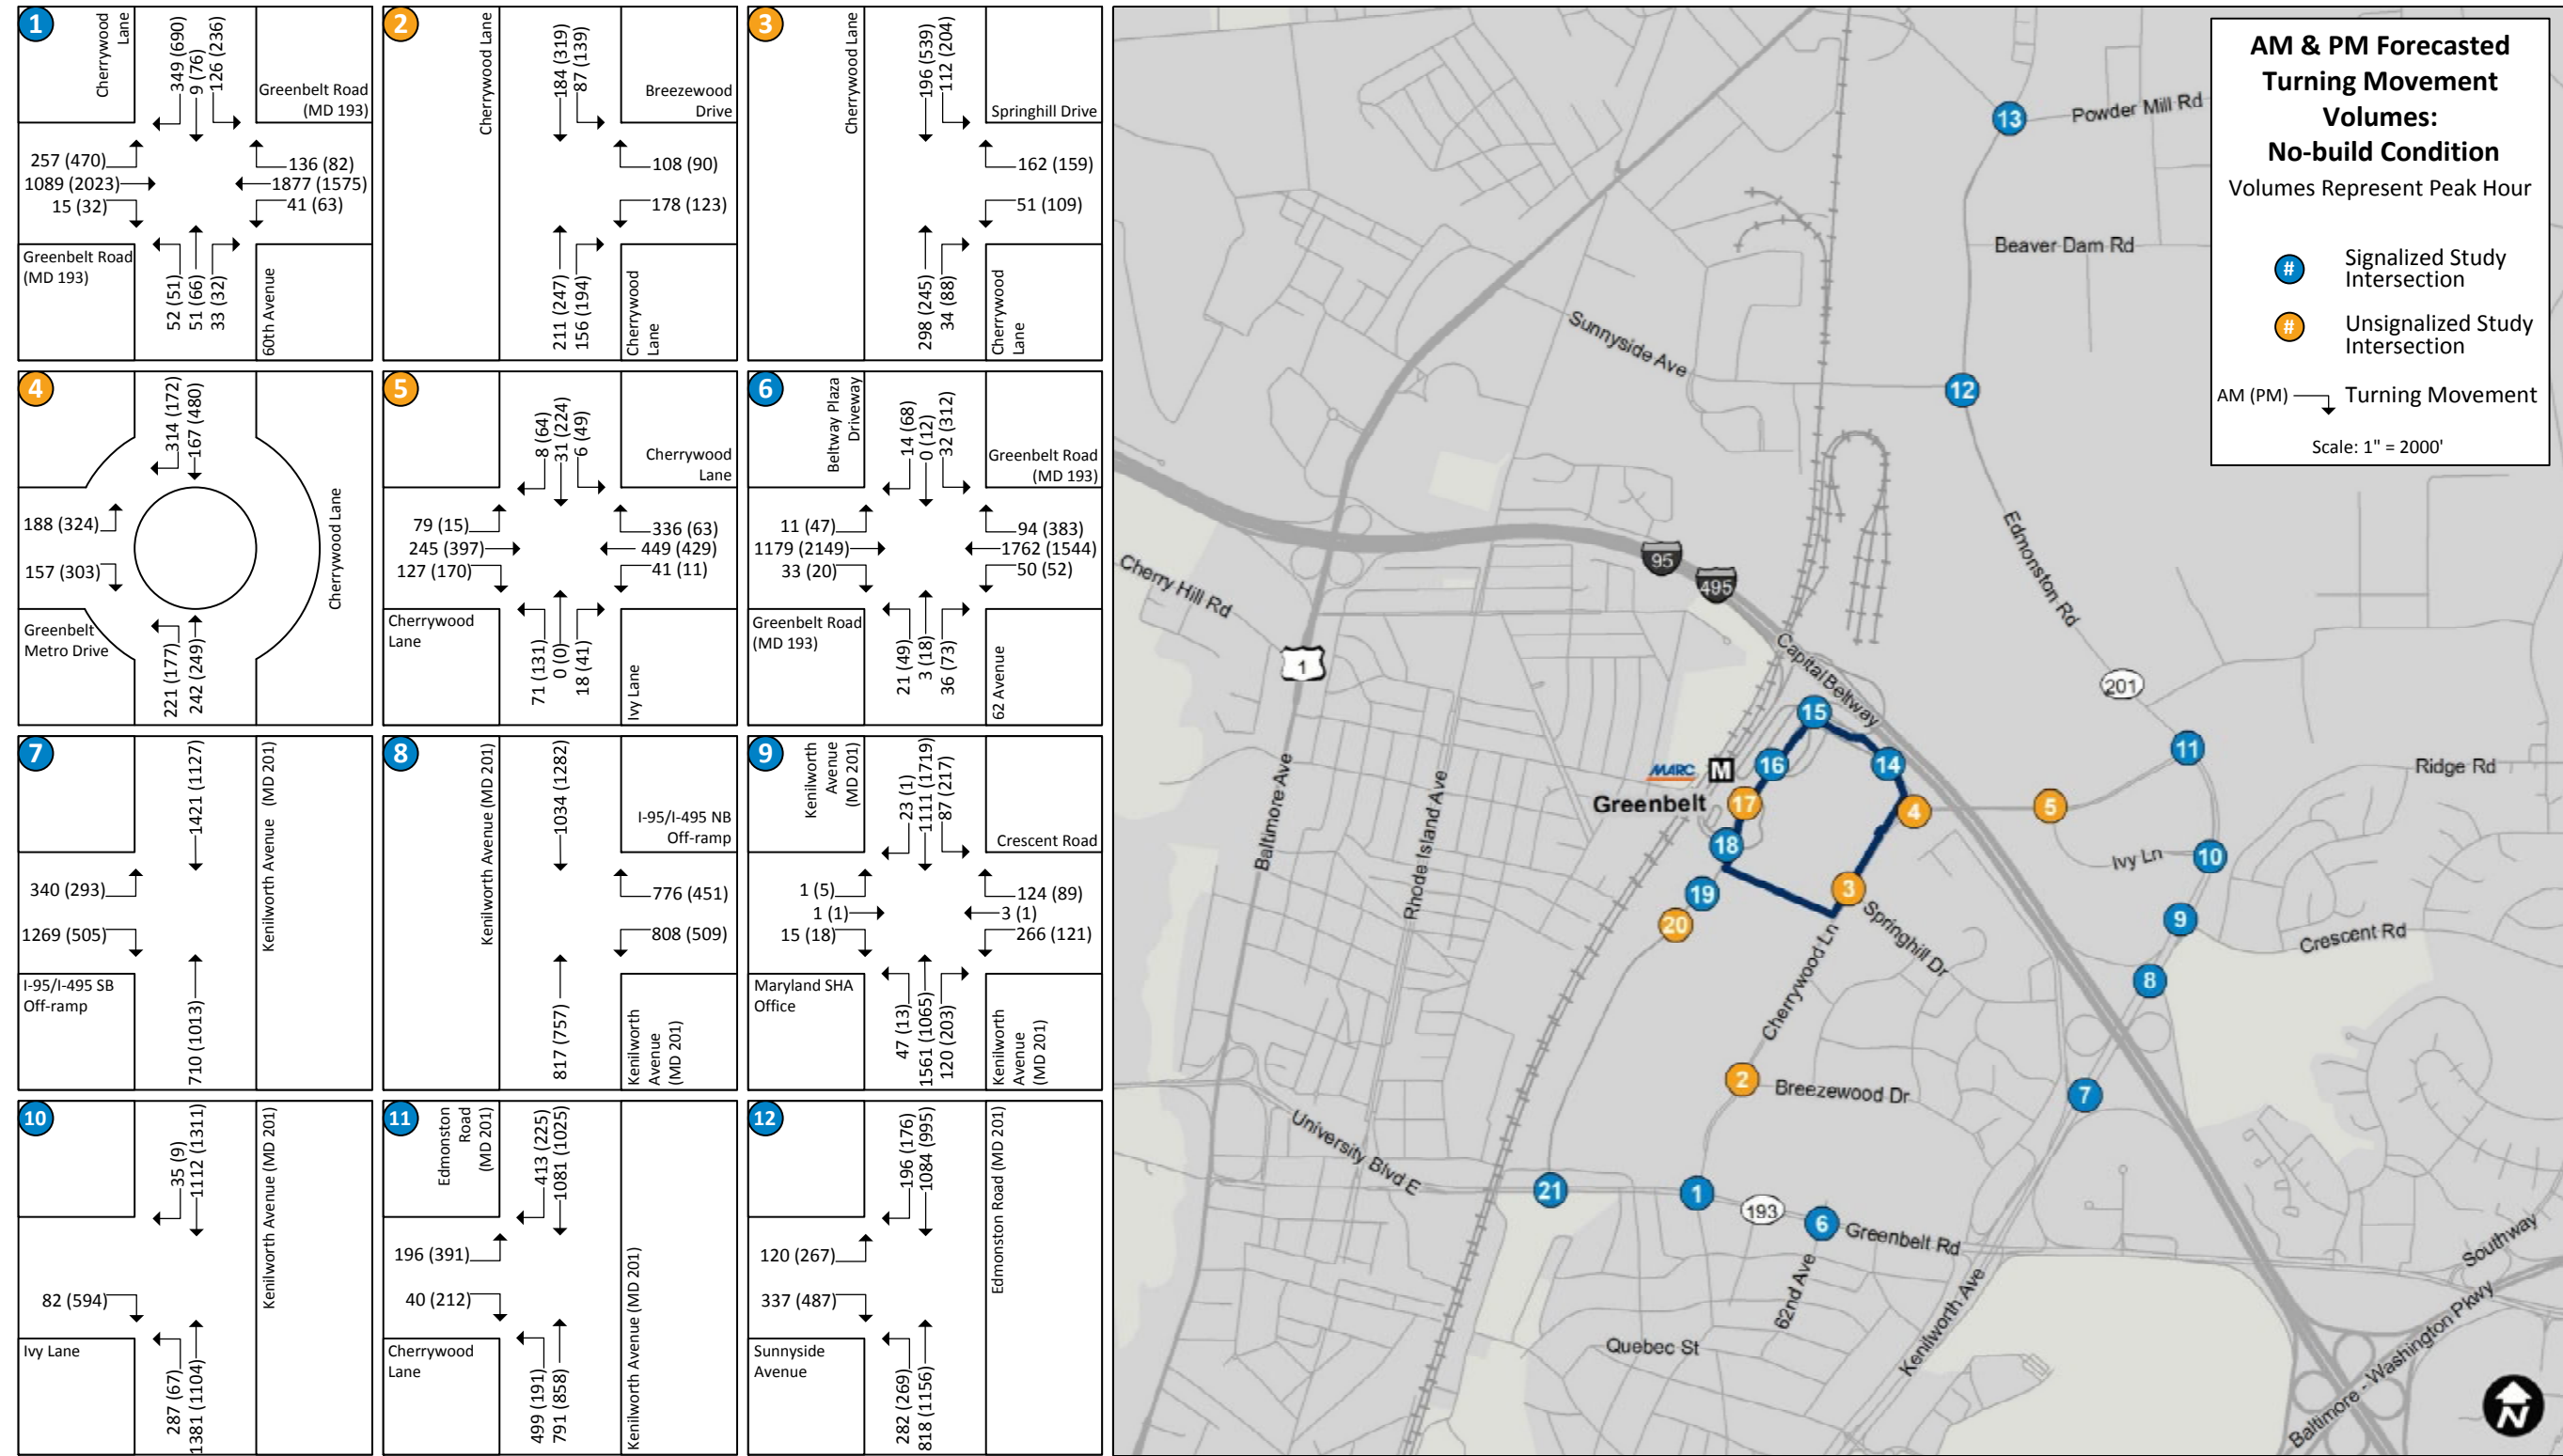 1
Cherrywood
Lane
349 (690)
9 (76)
126 (236)
Greenbelt Road
(MD 193)
257 (470)
1089 (2023)
15 (32)
136 (82)
1877 (1575)
41 (63)
Greenbelt Road
(MD 193)
52 (51)
51 (66)
33 (32)
60th Avenue
2
Cherrywood Lane
184 (319)
87 (139)
Breezewood
Drive
108 (90)
178 (123)
211 (247)
156 (194)
Cherrywood
Lane
3
Cherrywood Lane
196 (539)
112 (204)
Springhill Drive
162 (159)
51 (109)
298 (245)
34 (88)
Cherrywood
Lane
4
314 (172)
167 (480)
188 (324)
157 (303)
Cherrywood Lane
Greenbelt
Metro Drive
221 (177)
242 (249)
5
8 (64)
31 (224)
6 (49)
Cherrywood
Lane
79 (15)
245 (397)
127 (170)
336 (63)
449 (429)
41 (11)
Cherrywood
Lane
71 (131)
0 (0)
18 (41)
Ivy Lane
6
Beltway Plaza
Driveway
14 (68)
0 (12)
32 (312)
Greenbelt Road
(MD 193)
11 (47)
1179 (2149)
33 (20)
94 (383)
1762 (1544)
50 (52)
Greenbelt Road
(MD 193)
21 (49)
3 (18)
36 (73)
62 Avenue
7
1421 (1127)
Kenilworth Avenue (MD 201)
340 (293)
1269 (505)
I-95/I-495 SB
Off-ramp
710 (1013)
8
Kenilworth Avenue (MD 201)
1034 (1282)
I-95/I-495 NB
Off-ramp
776 (451)
808 (509)
817 (757)
Kenilworth
Avenue
(MD 201)
9
Kenilworth
Avenue
(MD 201)
23 (1)
1111 (1719)
87 (217)
Crescent Road
1 (5)
1 (1)
15 (18)
124 (89)
3 (1)
266 (121)
Maryland SHA
Office
47 (13)
1561 (1065)
120 (203)
Kenilworth
Avenue
(MD 201)
10
35 (9)
1112 (1311)
Kenilworth Avenue (MD 201)
82 (594)
Ivy Lane
287 (67)
1381 (1104)
11
Edmonston
Road
(MD 201)
413 (225)
1081 (1025)
196 (391)
40 (212)
Cherrywood
Lane
499 (191)
791 (858)
Kenilworth Avenue (MD 201)
12
196 (176)
1084 (995)
Edmonston Road (MD 201)
120 (267)
337 (487)
Sunnyside
Avenue
282 (269)
818 (1156)
AM & PM Forecasted
Turning Movement
Volumes:
No-build Condition
Volumes Represent Peak Hour
# Signalized Study
Intersection
# Unsignalized Study
Intersection
AM (PM) Turning Movement
Scale: 1" = 2000'
13
Powder Mill Rd
Beaver Dam Rd
Sunnyside Ave
12
Edmonston Rd
95
495
Cherry Hill Rd
1
Capital Beltway
201
15
11
MARC M
16
14
Ridge Rd
Greenbelt
17
4
5
Baltimore Ave
Rhode Island Ave
18
Ivy Ln
10
19
3
20
Springhill Dr
9
Crescent Rd
8
Cherrywood Ln
2
Breezewood Dr
7
University Blvd E
21
1
193
6
Greenbelt Rd
62nd Ave
Kenilworth Ave
Southway
Quebec St
Baltimore - Washington Pkwy
N